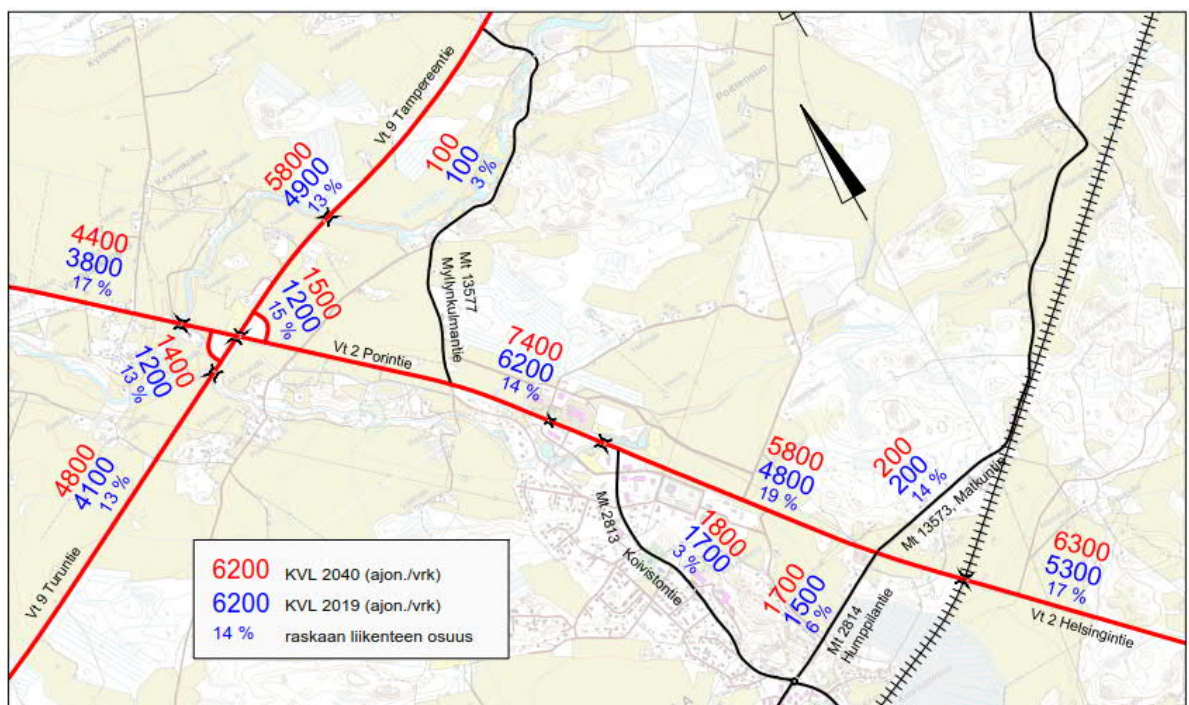 Vt 9 Tampereentie
5800
4900
13 %
100
100
3 %
4400
3800
17 %
1500
1200
15 %
Mt 13577
Myllynkulmantie
1400
1200
13 %
Vt 2 Porintie
7400
6200
14 %
4800
4100
13 %
5800
4800
19 %
200
200
14 %
Mt 13573, Matkuntie
Vt 9 Turuntie
Mt 2813
Koivistontie
1800
1700
3 %
1700
1500
6 %
Mt 2814
Humppilantie
6300
5300
17 %
Vt 2 Helsingintie
6200 KVL 2040 (ajon./vrk)
6200 KVL 2019 (ajon./vrk)
14 % raskaan liikenteen osuus